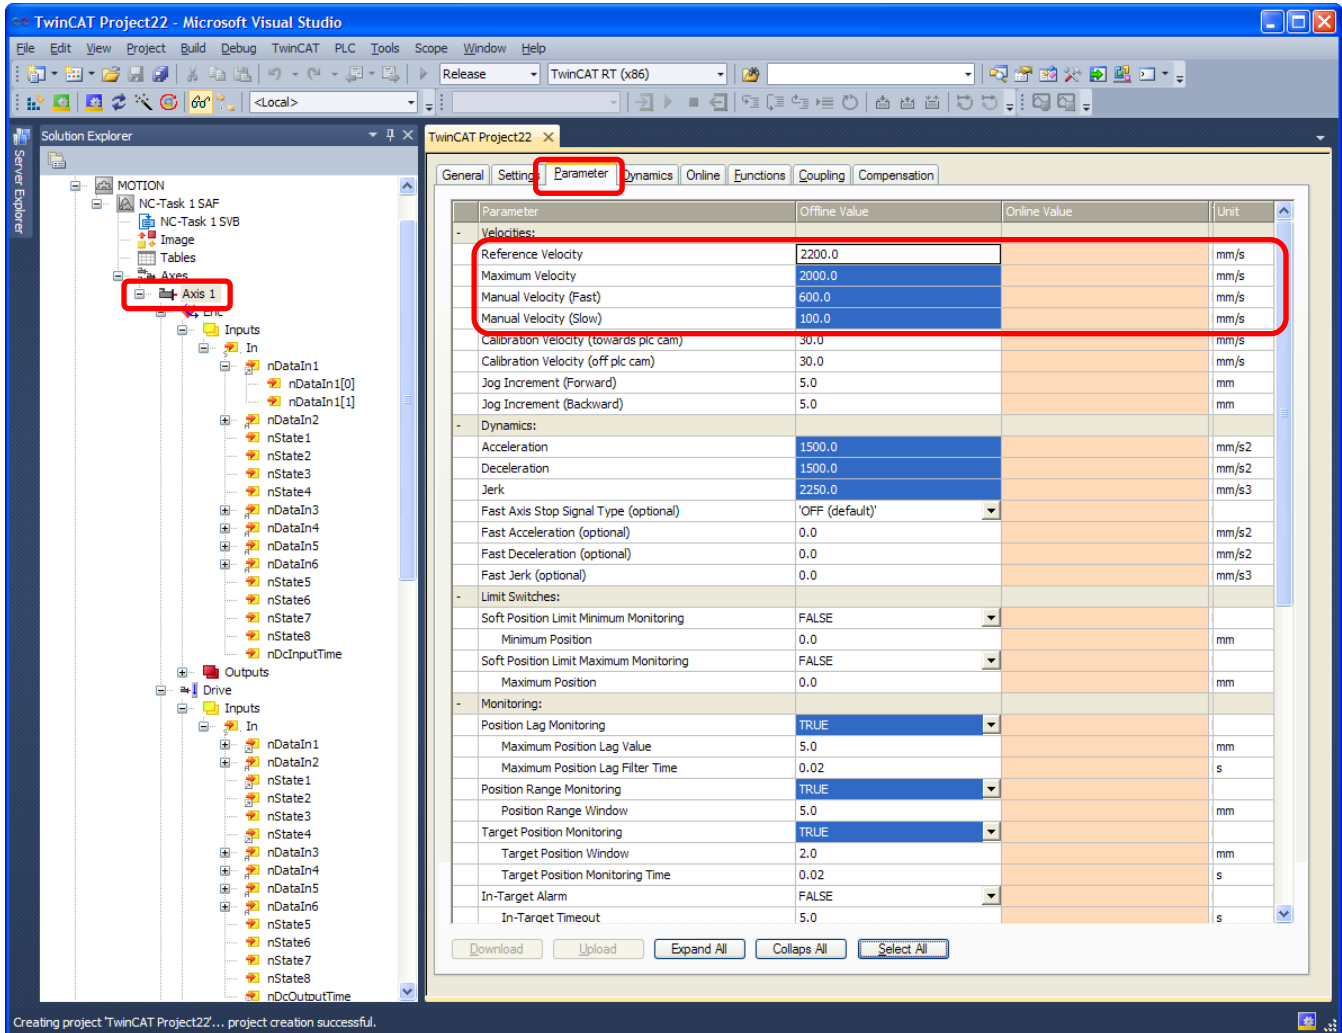 TwinCAT Project22 - Microsoft Visual Studio
File Edit View Project Build Debug TwinCAT PLC Tools Scope Window Help
Release TwinCAT RT (x86)
<Local>
Server Explorer
Solution Explorer
MOTION
NC-Task 1 SAF
NC-Task 1 SVB
Image
Tables
Axes
Axis 1
Enc
Inputs
In
nDataIn1
nDataIn1[0]
nDataIn1[1]
nDataIn2
nState1
nState2
nState3
nState4
nDataIn3
nDataIn4
nDataIn5
nDataIn6
nState5
nState6
nState7
nState8
nDcInputTime
Outputs
Drive
Inputs
In
nDataIn1
nDataIn2
nState1
nState2
nState3
nState4
nDataIn3
nDataIn4
nDataIn5
nDataIn6
nState5
nState6
nState7
nState8
nDcOutputTime
TwinCAT Project22
General Settings Parameter Dynamics Online Functions Coupling Compensation
Parameter Offline Value Online Value Unit
- Velocities:
Reference Velocity 2200.0 mm/s
Maximum Velocity 2000.0 mm/s
Manual Velocity (Fast) 600.0 mm/s
Manual Velocity (Slow) 100.0 mm/s
Calibration Velocity (towards plc cam) 30.0 mm/s
Calibration Velocity (off plc cam) 30.0 mm/s
Jog Increment (Forward) 5.0 mm
Jog Increment (Backward) 5.0 mm
- Dynamics:
Acceleration 1500.0 mm/s2
Deceleration 1500.0 mm/s2
Jerk 2250.0 mm/s3
Fast Axis Stop Signal Type (optional) 'OFF (default)'
Fast Acceleration (optional) 0.0 mm/s2
Fast Deceleration (optional) 0.0 mm/s2
Fast Jerk (optional) 0.0 mm/s3
- Limit Switches:
Soft Position Limit Minimum Monitoring FALSE
Minimum Position 0.0 mm
Soft Position Limit Maximum Monitoring FALSE
Maximum Position 0.0 mm
- Monitoring:
Position Lag Monitoring TRUE
Maximum Position Lag Value 5.0 mm
Maximum Position Lag Filter Time 0.02 s
Position Range Monitoring TRUE
Position Range Window 5.0 mm
Target Position Monitoring TRUE
Target Position Window 2.0 mm
Target Position Monitoring Time 0.02 s
In-Target Alarm FALSE
In-Target Timeout 5.0 s
Download Upload Expand All Collaps All Select All
Creating project 'TwinCAT Project22'... project creation successful.